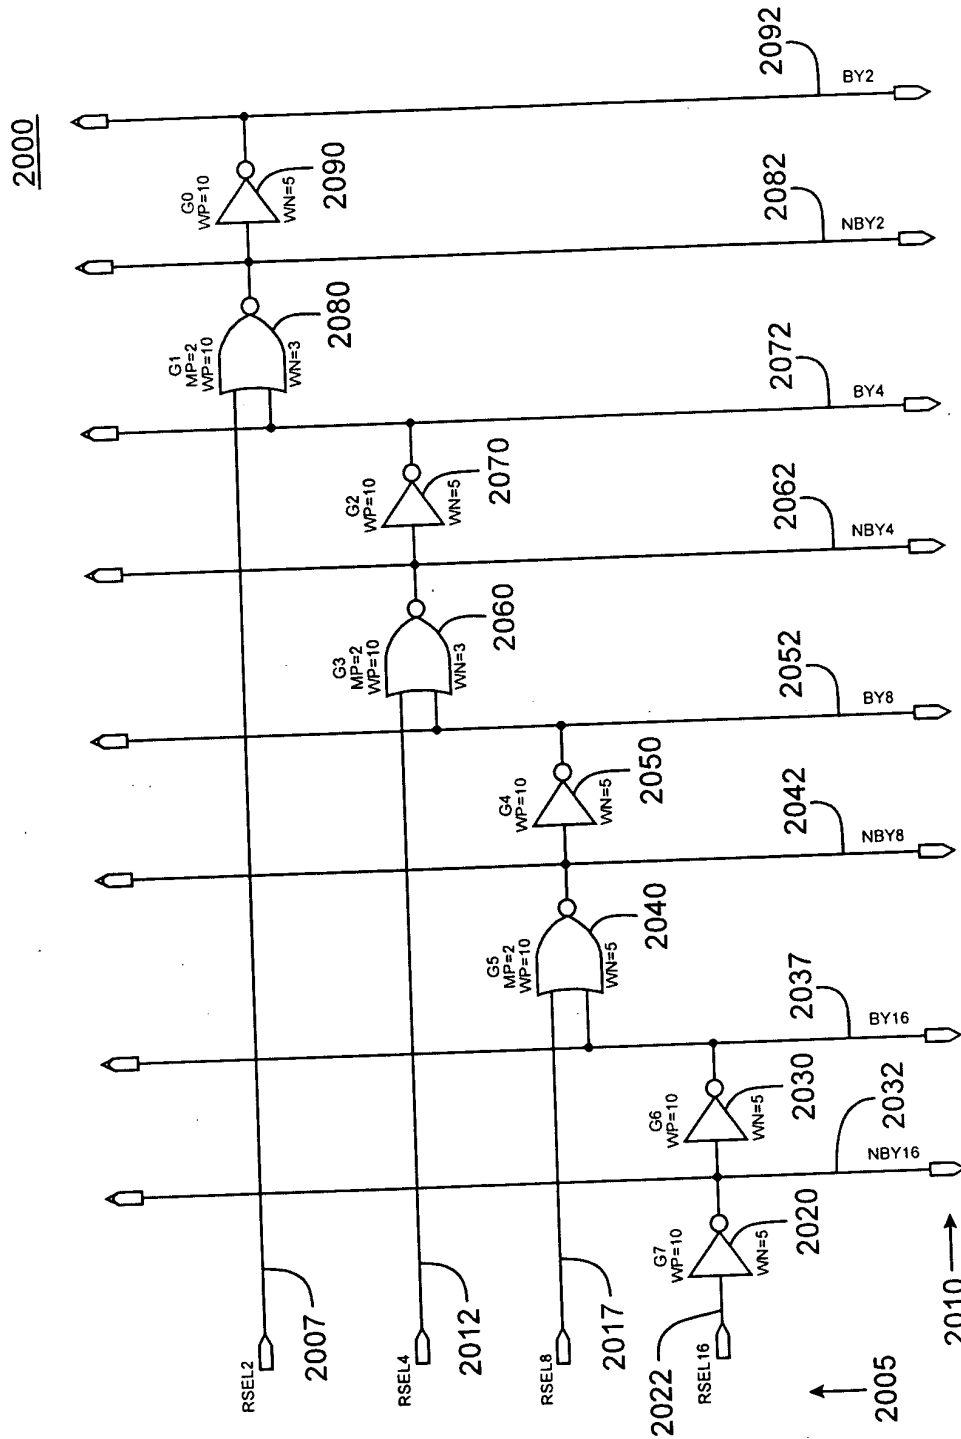 2000
G0
WP=10
WN=5
2090
BY2
2092
G1
MP=2
WP=10
WN=3
2080
NBY2
2082
BY4
2072
G2
WP=10
WN=5
2070
NBY4
2062
G3
MP=2
WP=10
WN=3
2060
BY8
2052
G4
WP=10
WN=5
2050
NBY8
2042
G5
MP=2
WP=10
WN=5
2040
BY16
2037
G6
WP=10
WN=5
2030
NBY16
2032
G7
WP=10
WN=5
2020
RSEL2
2007
RSEL4
2012
RSEL8
2017
RSEL16
2022
2005
2010